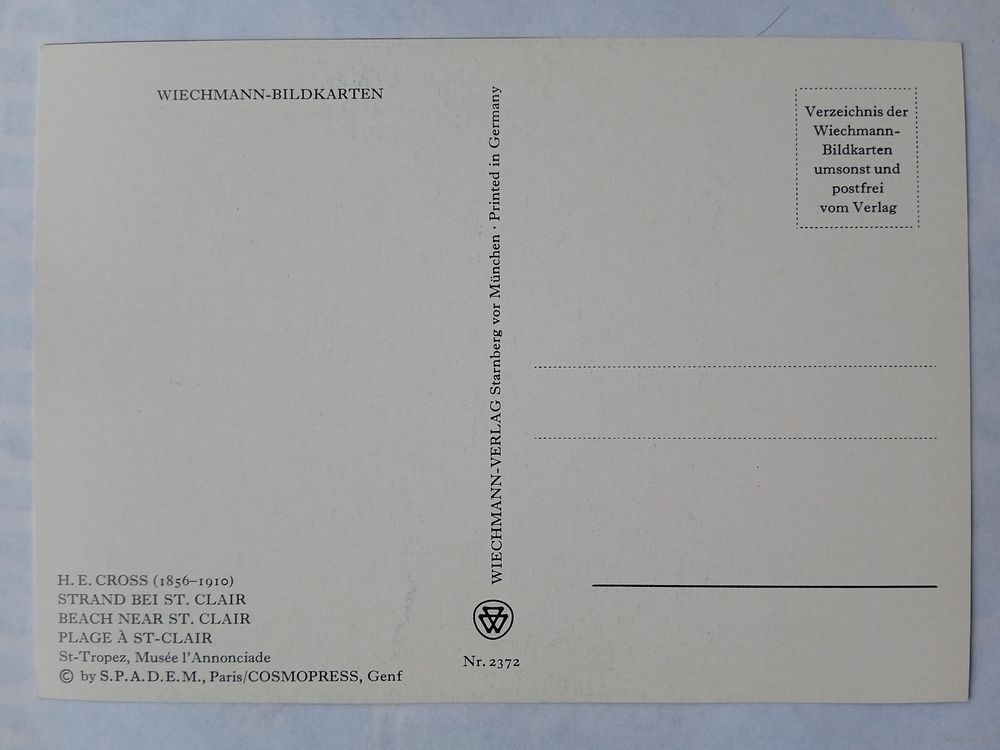 WIECHMANN-BILDKARTEN
H. E. CROSS (1856–1910)
STRAND BEI ST. CLAIR
BEACH NEAR ST. CLAIR
PLAGE À ST-CLAIR
St-Tropez, Musée l'Annonciade
© by S.P.A.D.E.M., Paris/COSMOPRESS, Genf
WIECHMANN-VERLAG Starnberg vor München · Printed in Germany
Nr. 2372
Verzeichnis der
Wiechmann-
Bildkarten
umsonst und
postfrei
vom Verlag